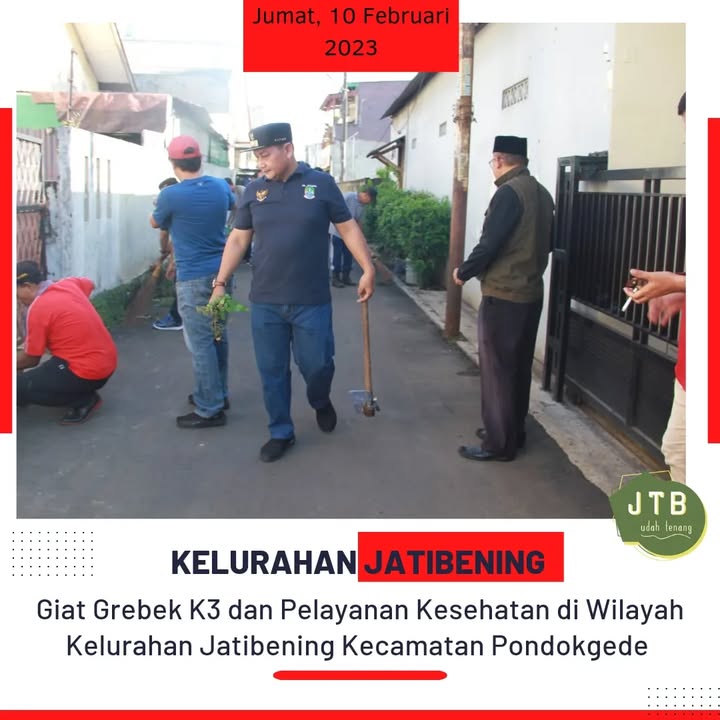 Jumat, 10 Februari
2023
JTB
udah tenang
KELURAHAN JATIBENING
Giat Grebek K3 dan Pelayanan Kesehatan di Wilayah
Kelurahan Jatibening Kecamatan Pondokgede